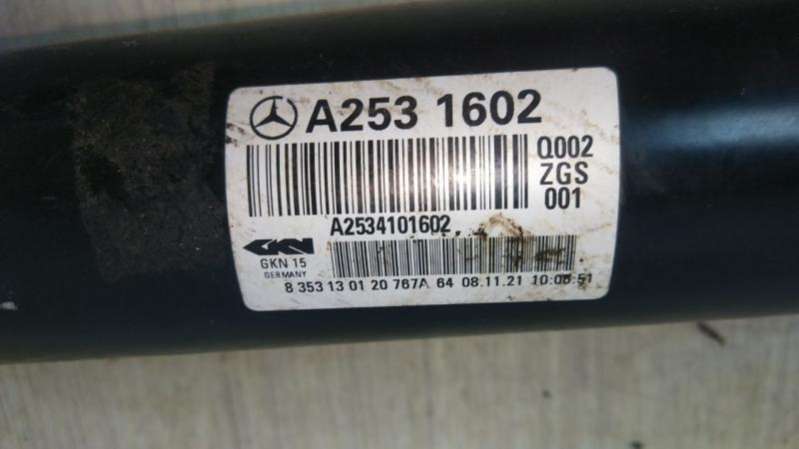 A253 1602
Q002
ZGS
001
A2534101602
GKN
GKN 15
GERMANY
8 353 13 01 20 767A 64 08.11.21 10:06:51